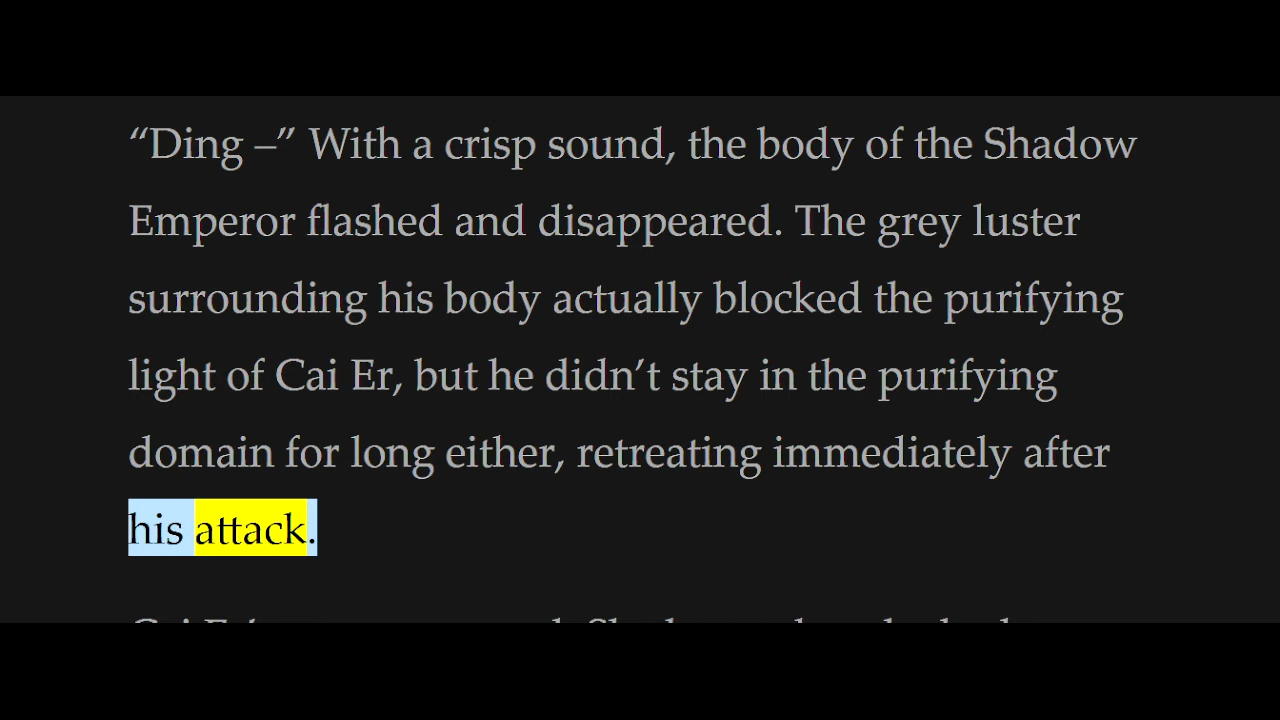 “Ding –” With a crisp sound, the body of the Shadow
Emperor flashed and disappeared. The grey luster
surrounding his body actually blocked the purifying
light of Cai Er, but he didn’t stay in the purifying
domain for long either, retreating immediately after
his attack.